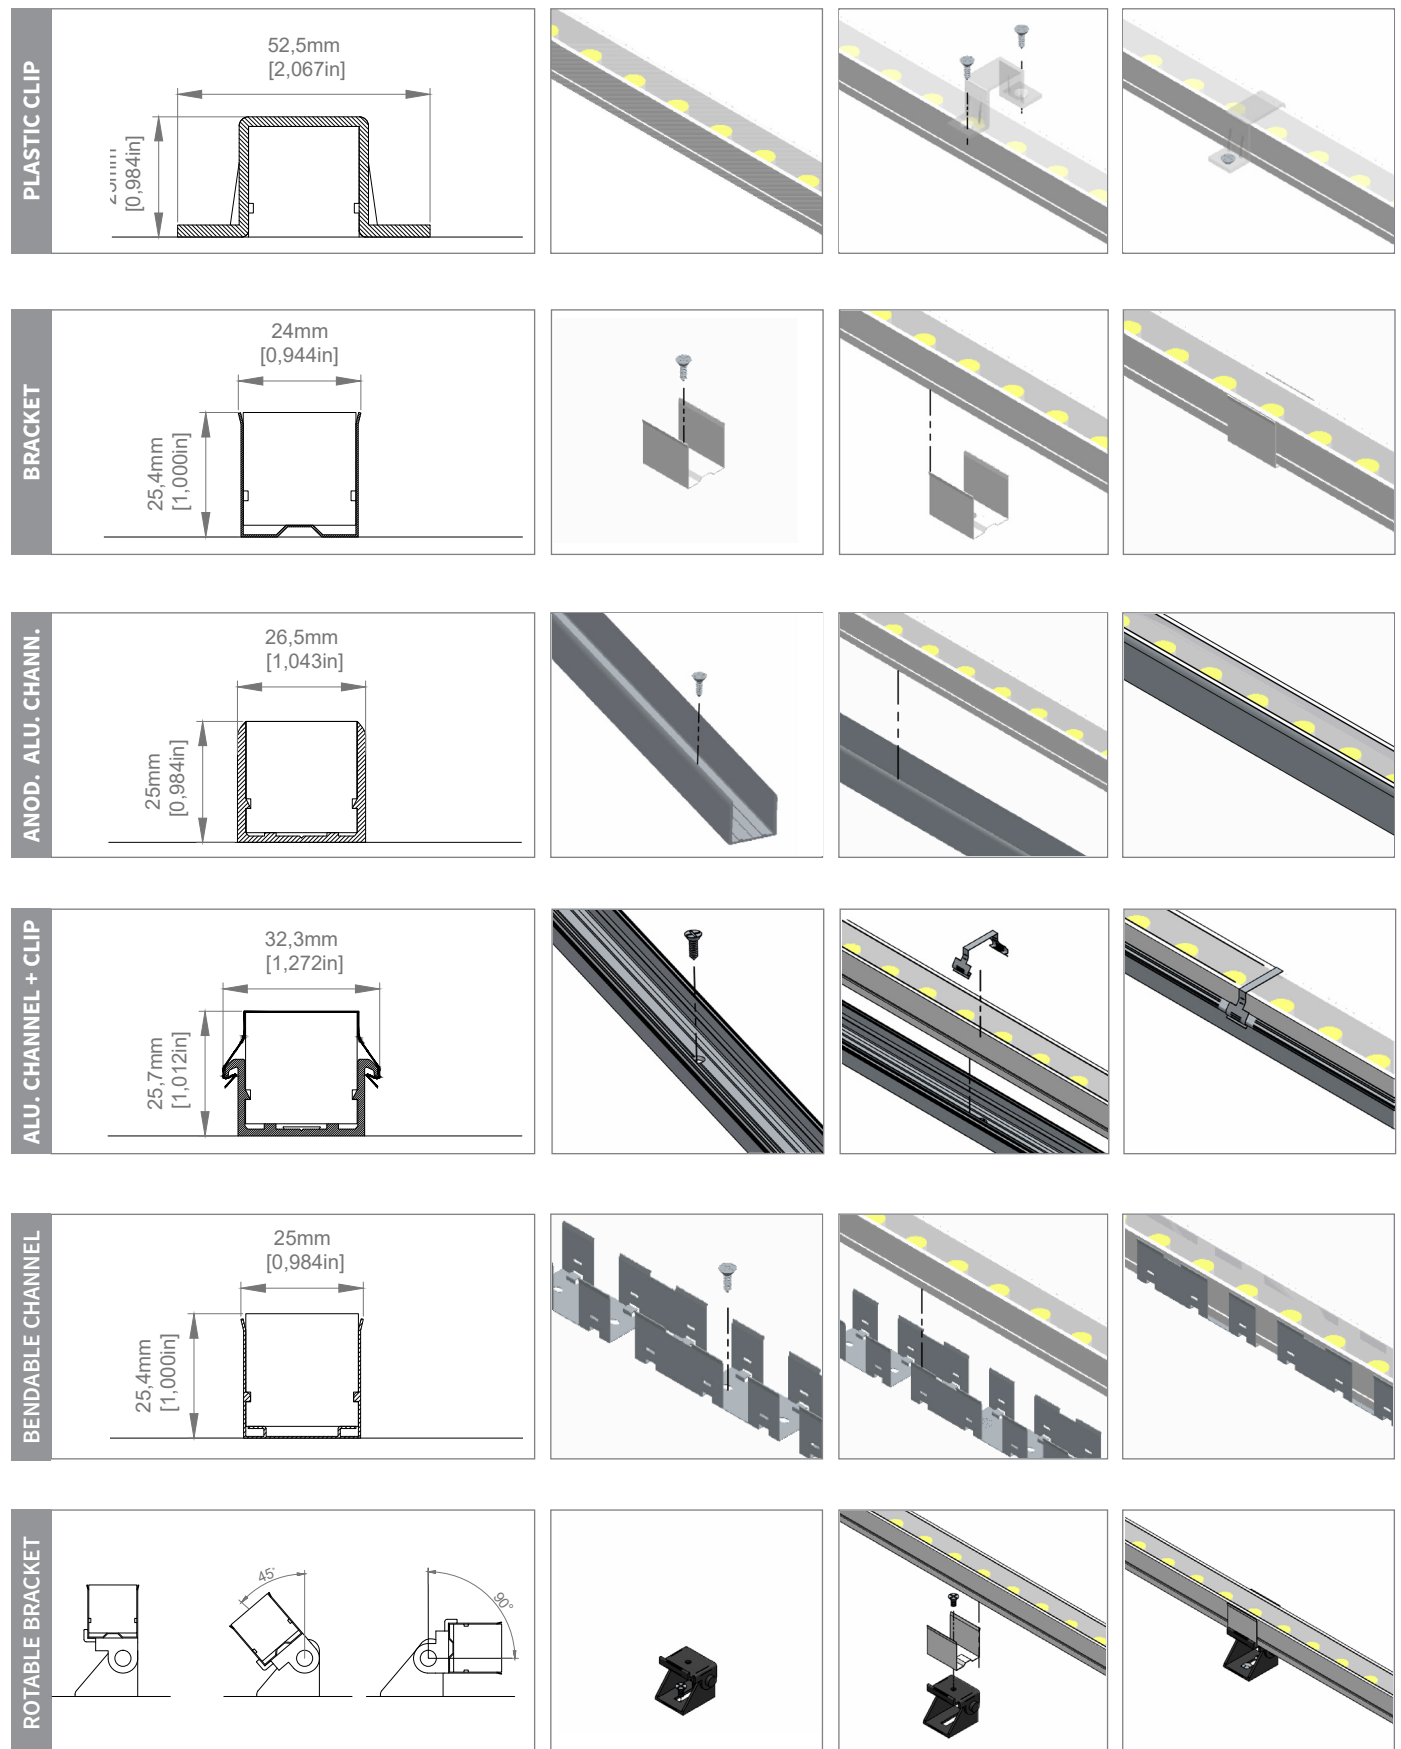 PLASTIC CLIP
52,5mm
[2,067in]
[0,984in]
BRACKET
24mm
[0,944in]
25,4mm
[1,000in]
ANOD. ALU. CHANN.
26,5mm
[1,043in]
25mm
[0,984in]
ALU. CHANNEL + CLIP
32,3mm
[1,272in]
25,7mm
[1,012in]
BENDABLE CHANNEL
25mm
[0,984in]
25,4mm
[1,000in]
ROTABLE BRACKET
45°
90°